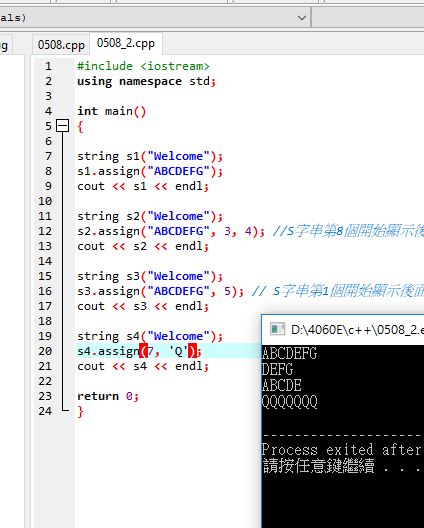 als)
ug
0508.cpp
0508_2.cpp
1 #include <iostream>
2 using namespace std;
3
4 int main()
5 {
6
7 string s1("Welcome");
8 s1.assign("ABCDEFG");
9 cout << s1 << endl;
10
11 string s2("Welcome");
12 s2.assign("ABCDEFG", 3, 4); //S字串第8個開始顯示後
13 cout << s2 << endl;
14
15 string s3("Welcome");
16 s3.assign("ABCDEFG", 5); // S字串第1個開始顯示後面
17 cout << s3 << endl;
18
19 string s4("Welcome");
20 s4.assign(7, 'Q');
21 cout << s4 << endl;
22
23 return 0;
24 }
D:\4060E\c++\0508_2.e
ABCDEFG
DEFG
ABCDE
QQQQQQQ
--------------------
Process exited after
請按任意鍵繼續 . . .